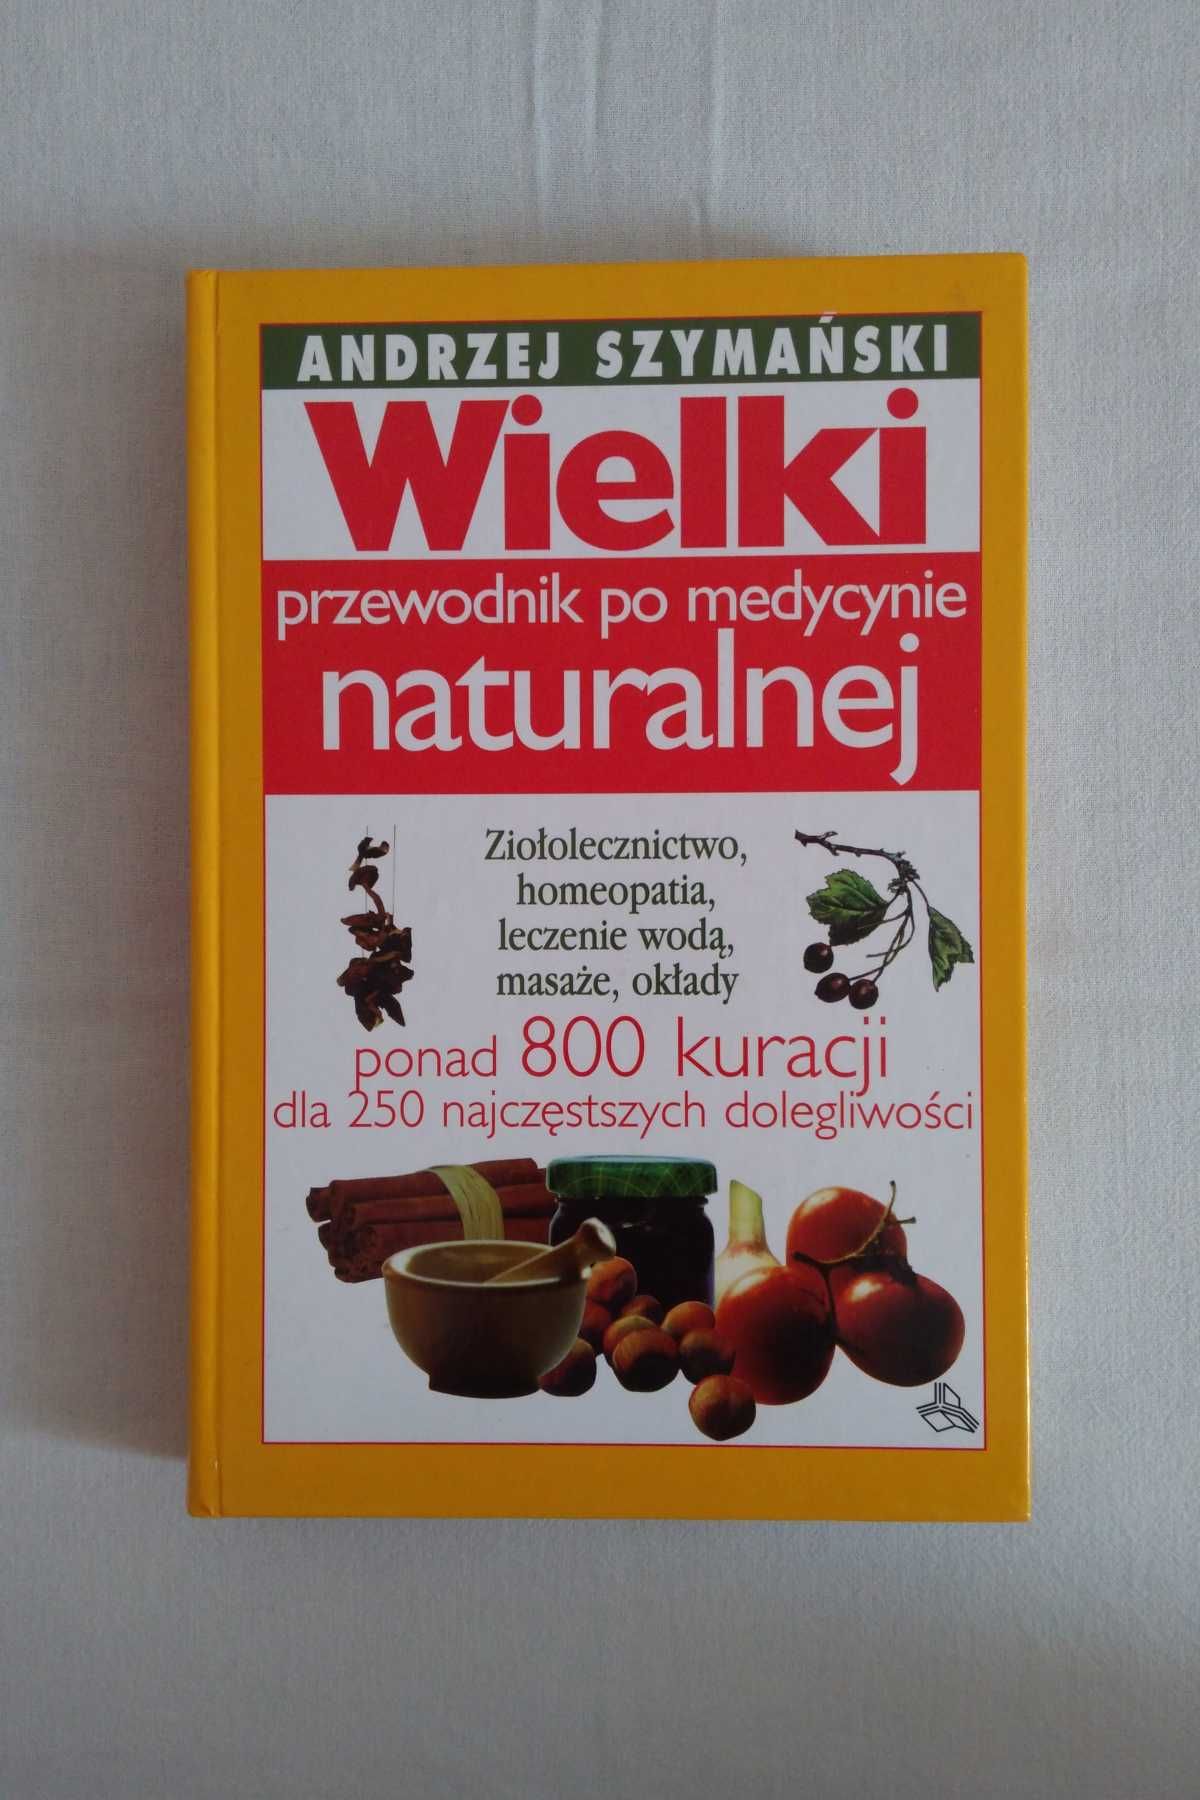 ANDRZEJ SZYMAŃSKI
Wielki
przewodnik po medycynie
naturalnej
Ziołolecznictwo,
homeopatia,
leczenie wodą,
masaże, okłady
ponad 800 kuracji
dla 250 najczęstszych dolegliwości